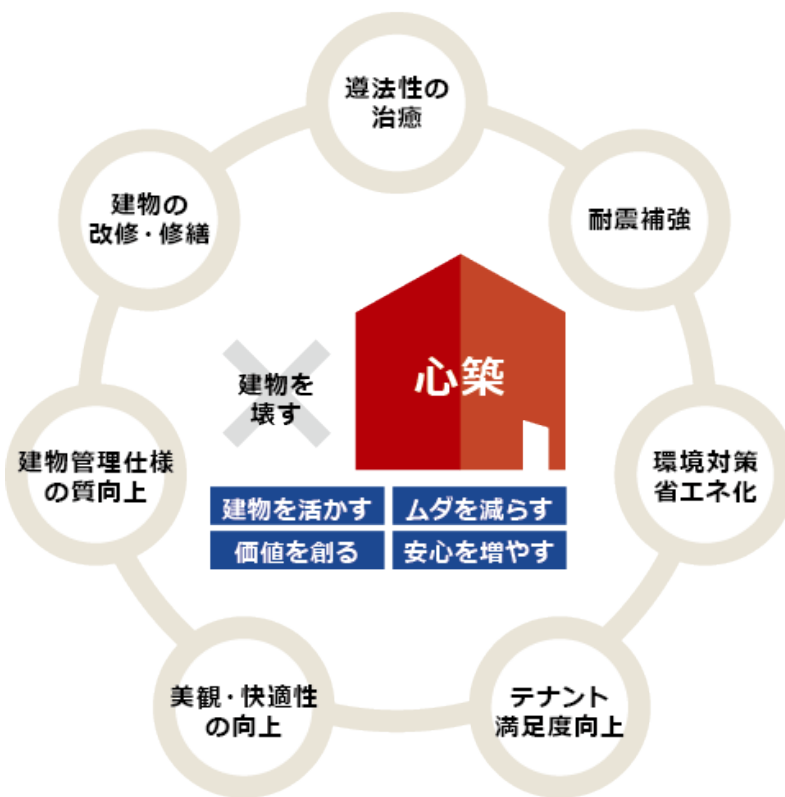 遵法性の
治癒
耐震補強
環境対策
省エネ化
テナント
満足度向上
美観・快適性
の向上
建物管理仕様
の質向上
建物の
改修・修繕
建物を
壊す
心築
建物を活かす
ムダを減らす
価値を創る
安心を増やす